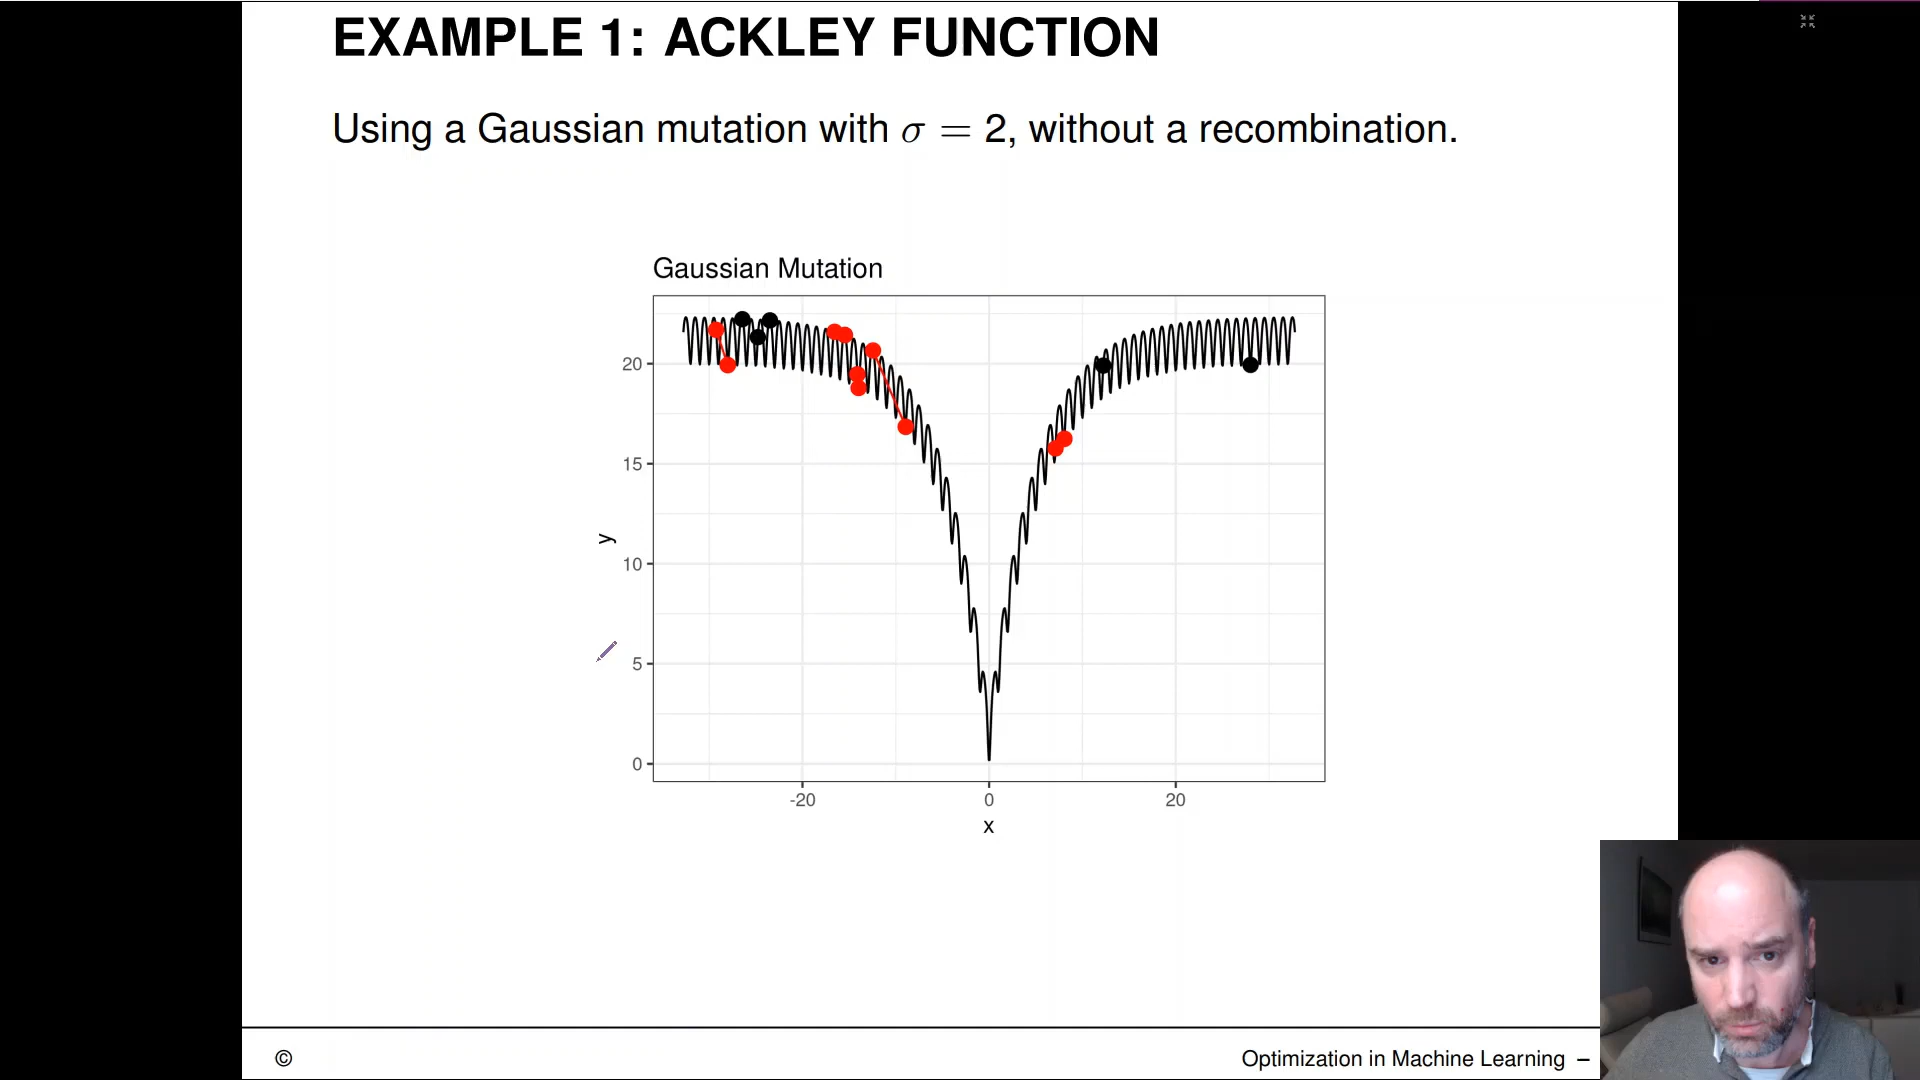 EXAMPLE 1: ACKLEY FUNCTION
Using a Gaussian mutation with σ = 2, without a recombination.
Gaussian Mutation
20
15
10
5
0
y
-20
0
20
x
©
Optimization in Machine Learning –